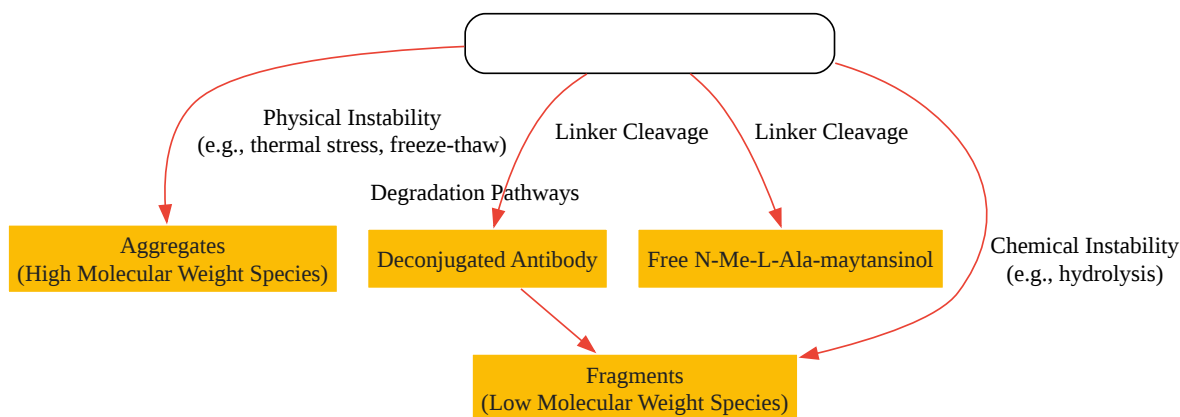 Physical Instability
(e.g., thermal stress, freeze-thaw)
Linker Cleavage
Linker Cleavage
Degradation Pathways
Aggregates
(High Molecular Weight Species)
Deconjugated Antibody
Free N-Me-L-Ala-maytansinol
Chemical Instability
(e.g., hydrolysis)
Fragments
(Low Molecular Weight Species)